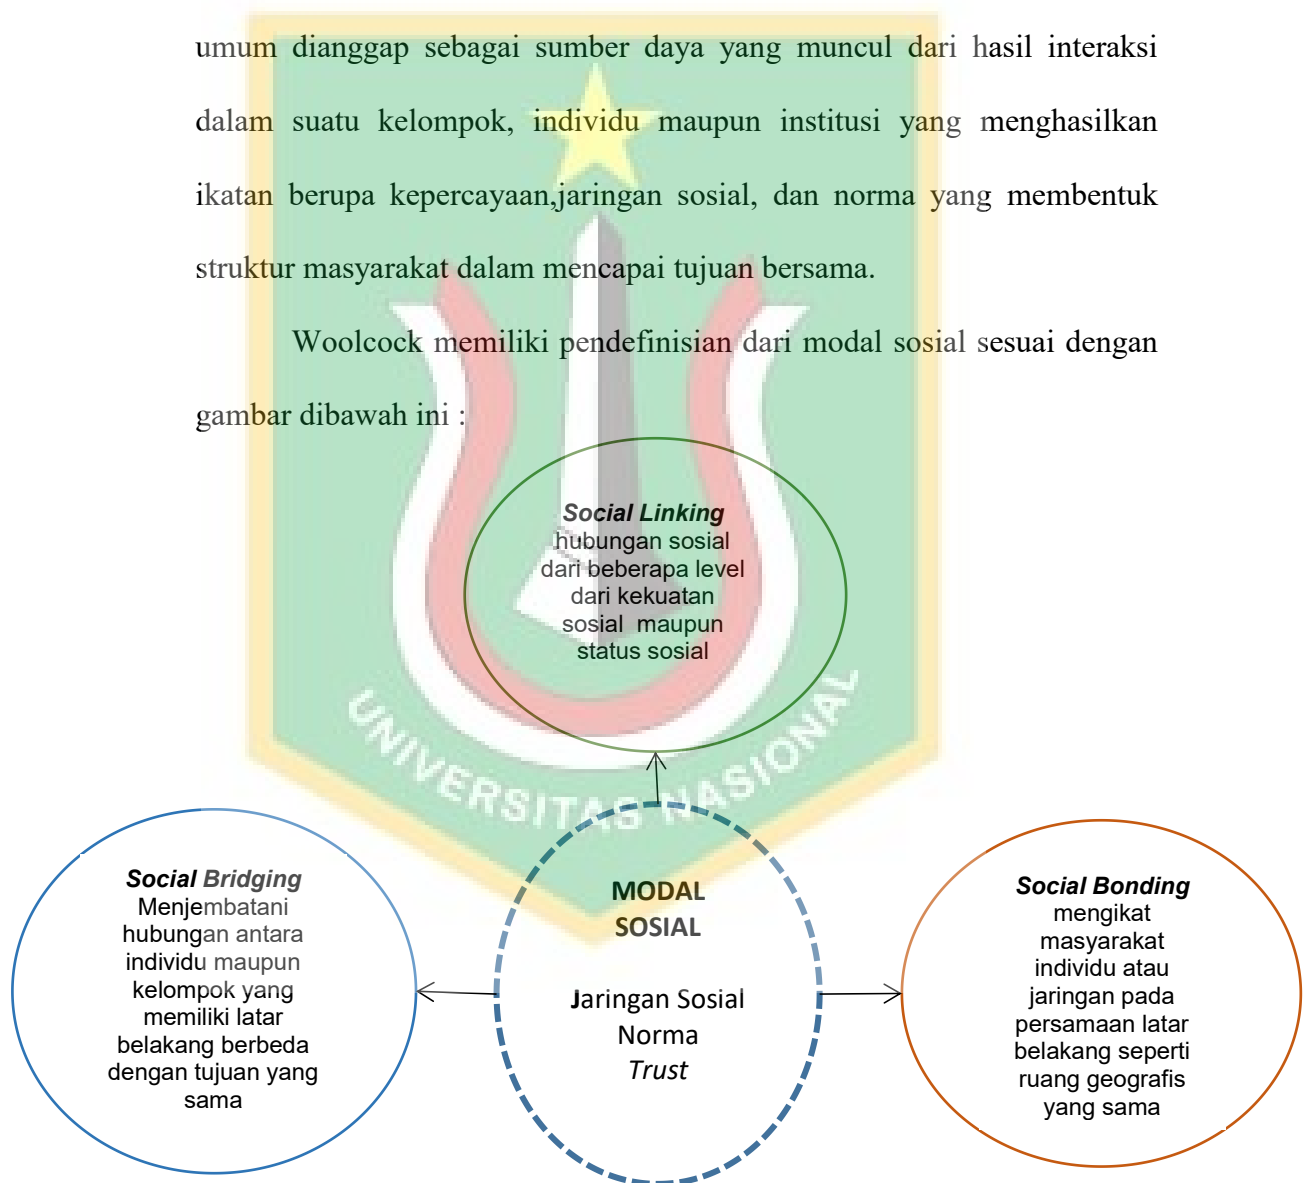 umum dianggap sebagai sumber daya yang muncul dari hasil interaksi
dalam suatu kelompok, individu maupun institusi yang menghasilkan
ikatan berupa kepercayaan,jaringan sosial, dan norma yang membentuk
struktur masyarakat dalam mencapai tujuan bersama.
Woolcock memiliki pendefinisian dari modal sosial sesuai dengan
gambar dibawah ini :
Social Linking
hubungan sosial
dari beberapa level
dari kekuatan
sosial maupun
status sosial
UNIVERSITAS NASIONAL
Social Bridging
Menjembatani
hubungan antara
individu maupun
kelompok yang
memiliki latar
belakang berbeda
dengan tujuan yang
sama
MODAL
SOSIAL
Jaringan Sosial
Norma
Trust
Social Bonding
mengikat
masyarakat
individu atau
jaringan pada
persamaan latar
belakang seperti
ruang geografis
yang sama